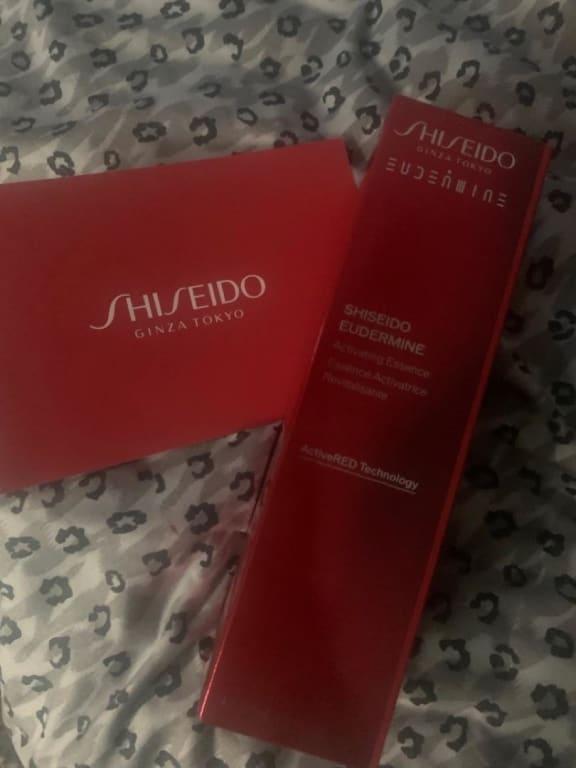 SHISEIDO
GINZA TOKYO
SHISEIDO
GINZA TOKYO
EUDERMINE
SHISEIDO
EUDERMINE
Activating Essence
Essence Activatrice
Revitalisante
ActiveRED Technology